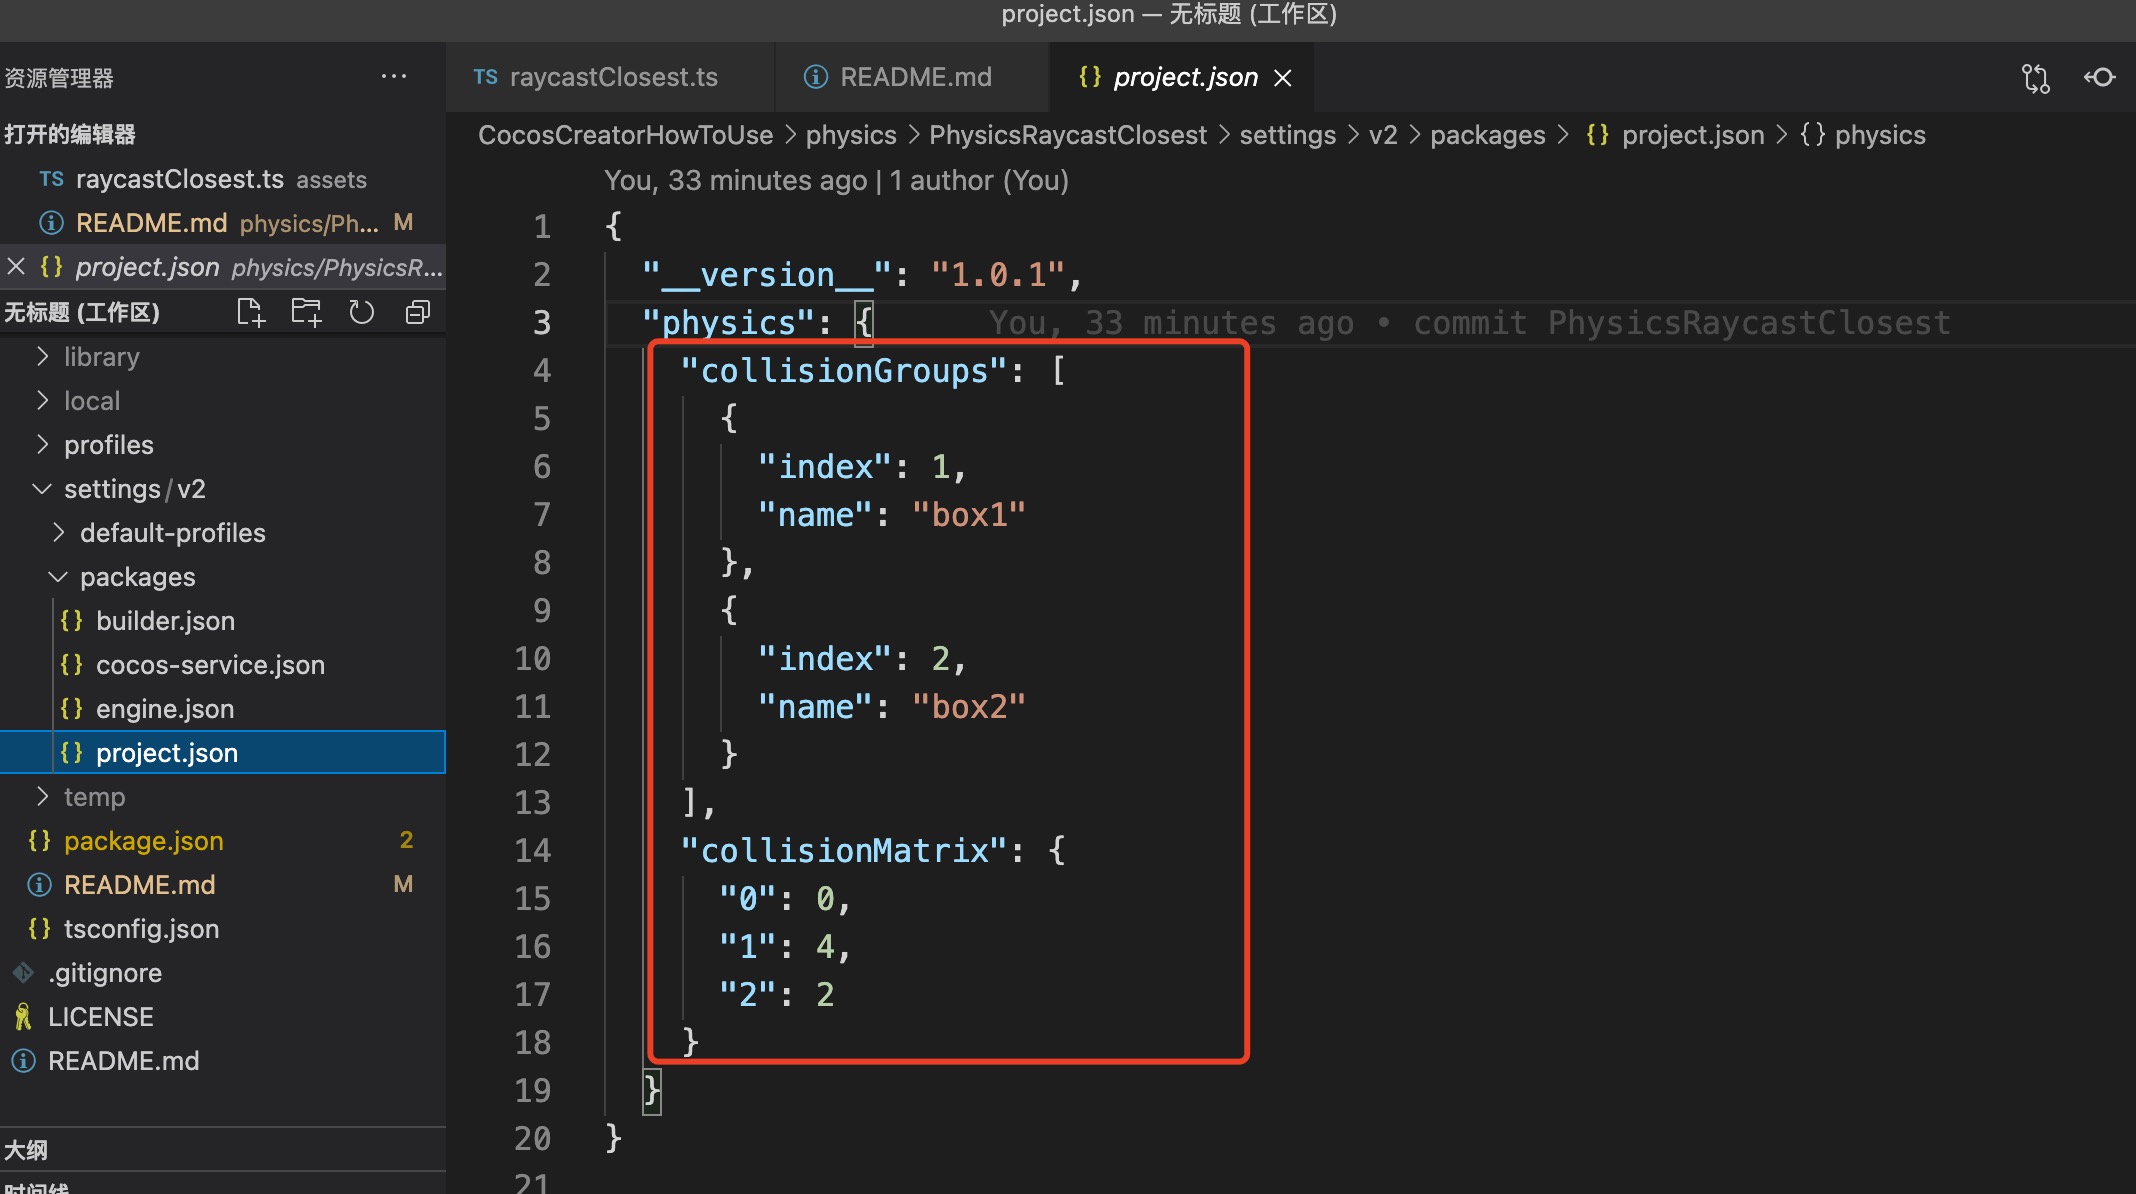 project.json — 无标题 (工作区)
资源管理器
打开的编辑器
TS raycastClosest.ts assets
README.md physics/Ph... M
{} project.json physics/PhysicsR...
无标题 (工作区)
library
local
profiles
settings/v2
default-profiles
packages
{} builder.json
{} cocos-service.json
{} engine.json
{} project.json
temp
{} package.json 2
README.md M
{} tsconfig.json
.gitignore
LICENSE
README.md
大纲
时间线
TS raycastClosest.ts
README.md
{} project.json
CocosCreatorHowToUse > physics > PhysicsRaycastClosest > settings > v2 > packages > {} project.json > {} physics
You, 33 minutes ago | 1 author (You)
1 {
2 "__version__": "1.0.1",
3 "physics": { You, 33 minutes ago • commit PhysicsRaycastClosest
4 "collisionGroups": [
5 {
6 "index": 1,
7 "name": "box1"
8 },
9 {
10 "index": 2,
11 "name": "box2"
12 }
13 ],
14 "collisionMatrix": {
15 "0": 0,
16 "1": 4,
17 "2": 2
18 }
19 }
20 }
21